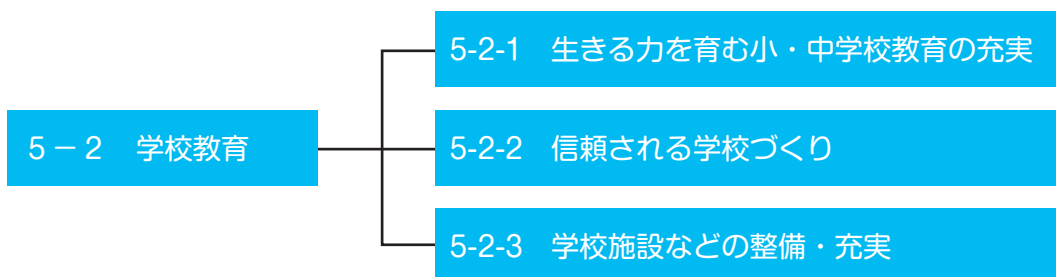 5－2　学校教育
5-2-1　生きる力を育む小・中学校教育の充実
5-2-2　信頼される学校づくり
5-2-3　学校施設などの整備・充実